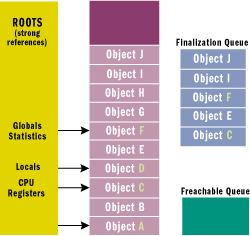 ROOTS
(strong
references)
Globals
Statistics
Locals
CPU
Registers
Object J
Object I
Object H
Object G
Object F
Object E
Object D
Object C
Object B
Object A
Finalization Queue
Object J
Object I
Object F
Object E
Object C
Freachable Queue